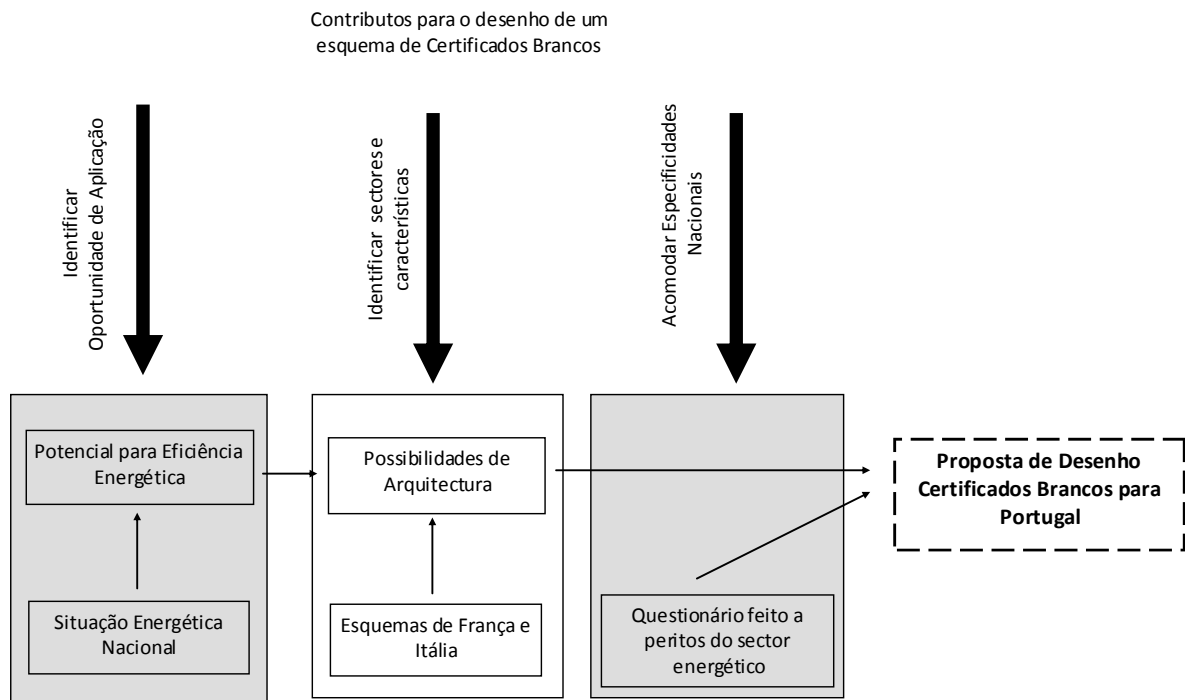 Contributos para o desenho de um
esquema de Certificados Brancos
Identificar
Oportunidade de Aplicação
Identificar sectores e
características
Acomodar Especificidades
Nacionais
Potencial para Eficiência
Energética
Possibilidades de
Arquitectura
Proposta de Desenho
Certificados Brancos para
Portugal
Situação Energética
Nacional
Esquemas de França e
Itália
Questionário feito a
peritos do sector
energético